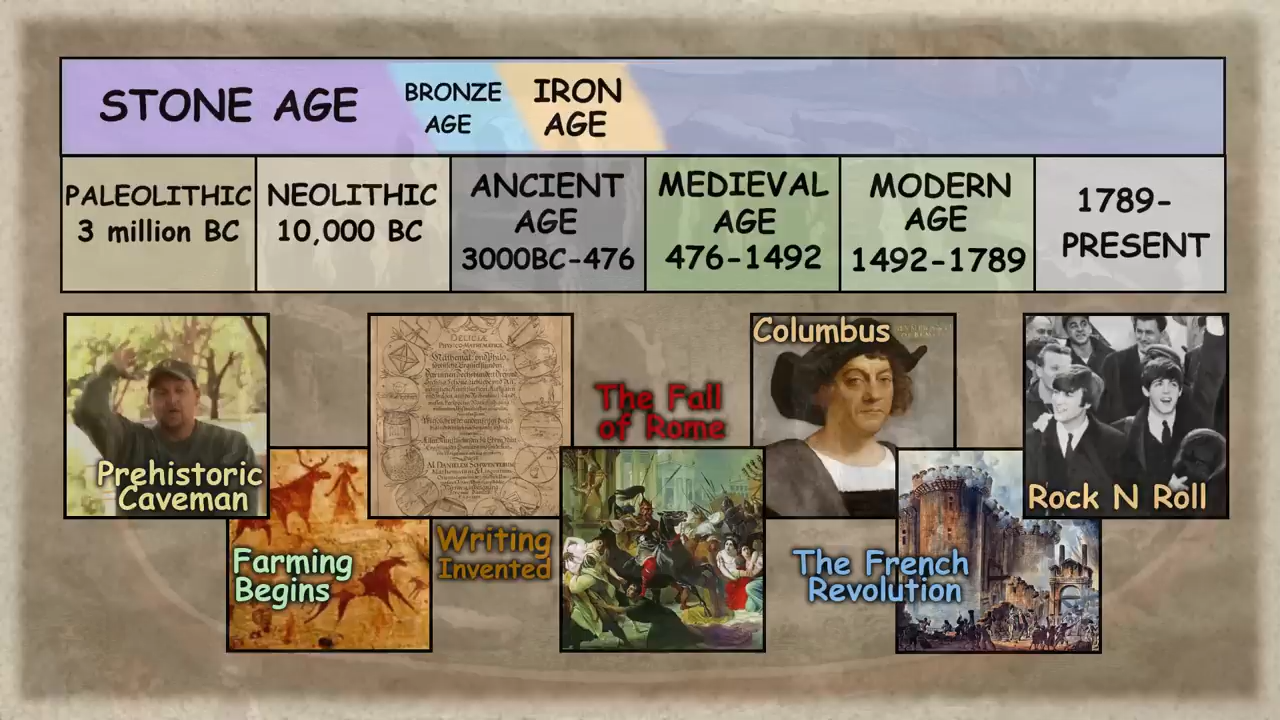 STONE AGE
BRONZE
AGE
IRON
AGE
PALEOLITHIC
3 million BC
NEOLITHIC
10,000 BC
ANCIENT
AGE
3000BC-476
MEDIEVAL
AGE
476-1492
MODERN
AGE
1492-1789
1789-
PRESENT
Prehistoric
Caveman
Farming
Begins
DELICIÆ
Writing
Invented
The Fall
of Rome
Columbus
The French
Revolution
Rock N Roll